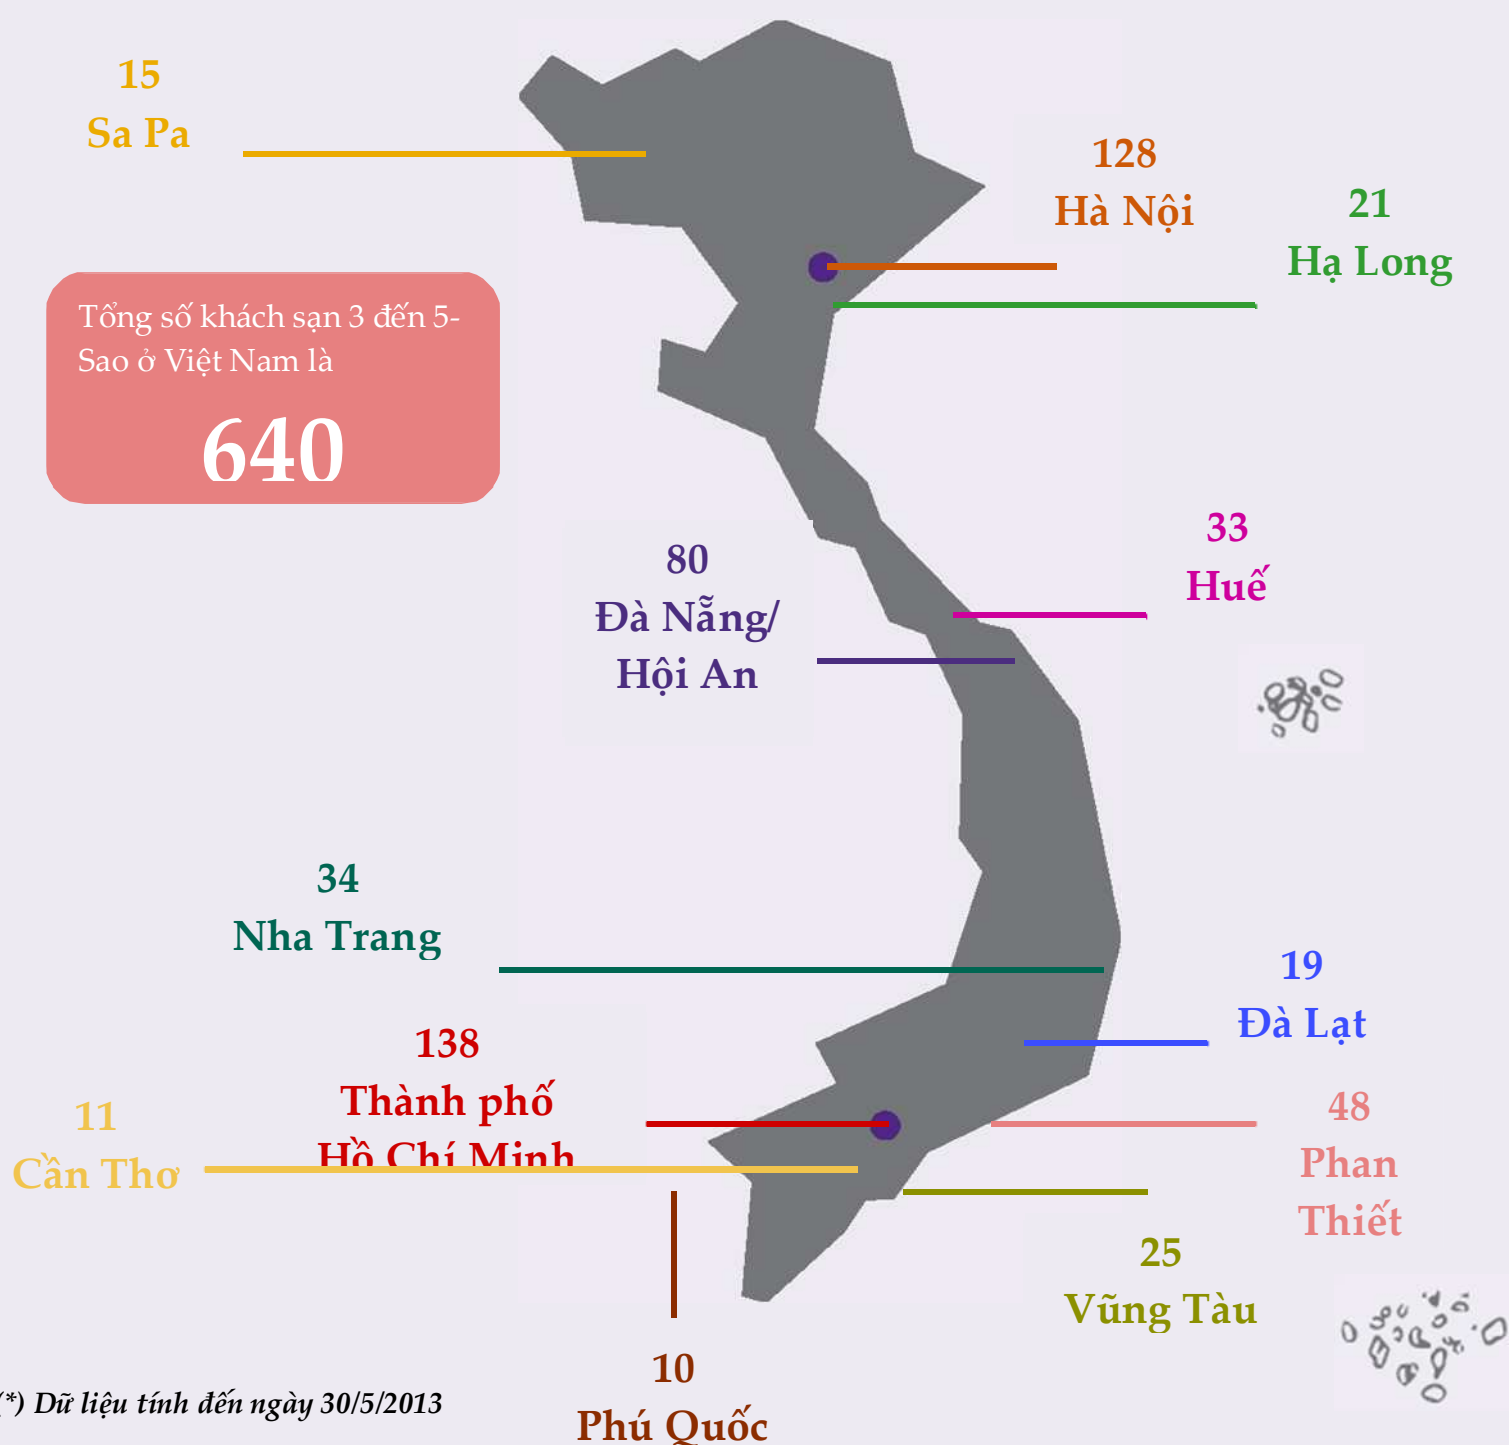 15
Sa Pa
128
Hà Nội
21
Hạ Long
Tổng số khách sạn 3 đến 5-
Sao ở Việt Nam là
640
33
Huế
80
Đà Nẵng/
Hội An
34
Nha Trang
19
Đà Lạt
138
Thành phố
Hồ Chí Minh
11
Cần Thơ
48
Phan
Thiết
25
Vũng Tàu
10
Phú Quốc
(*) Dữ liệu tính đến ngày 30/5/2013